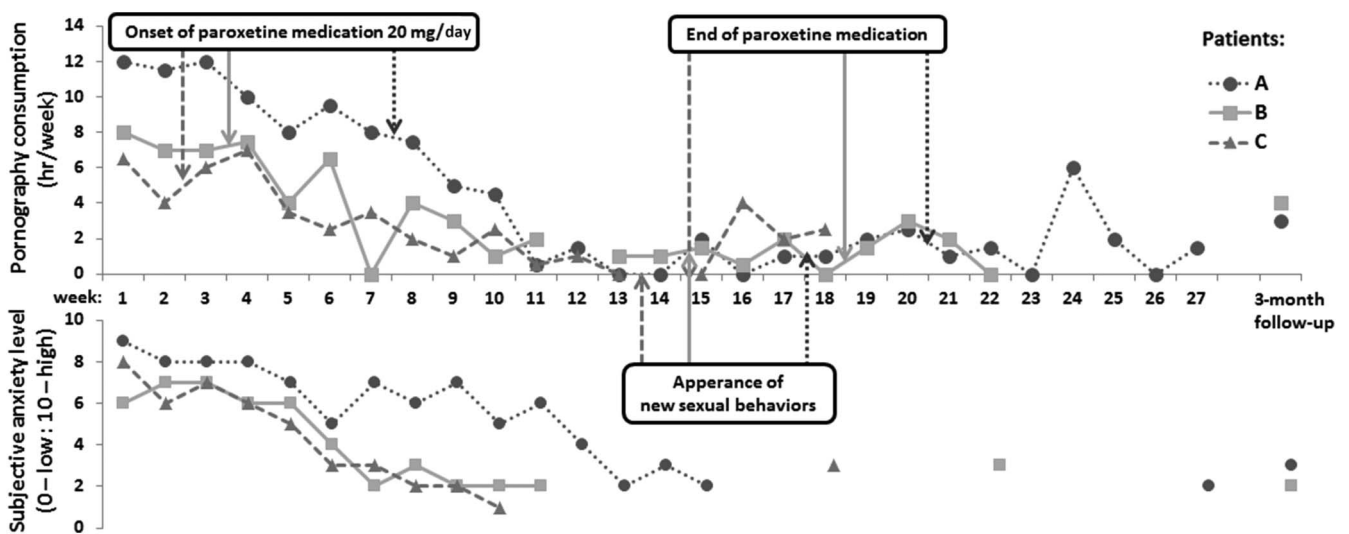 14
Onset of paroxetine medication 20 mg/day
End of paroxetine medication
Patients:
12
A
10
B
8
C
6
4
2
0
Pornography consumption
(hr/week)
week: 1 2 3 4 5 6 7 8 9 10 11 12 13 14 15 16 17 18 19 20 21 22 23 24 25 26 27 3-month
follow-up
10
8
6
4
2
0
Subjective anxiety level
(0 – low : 10 – high)
Apperance of
new sexual behaviors